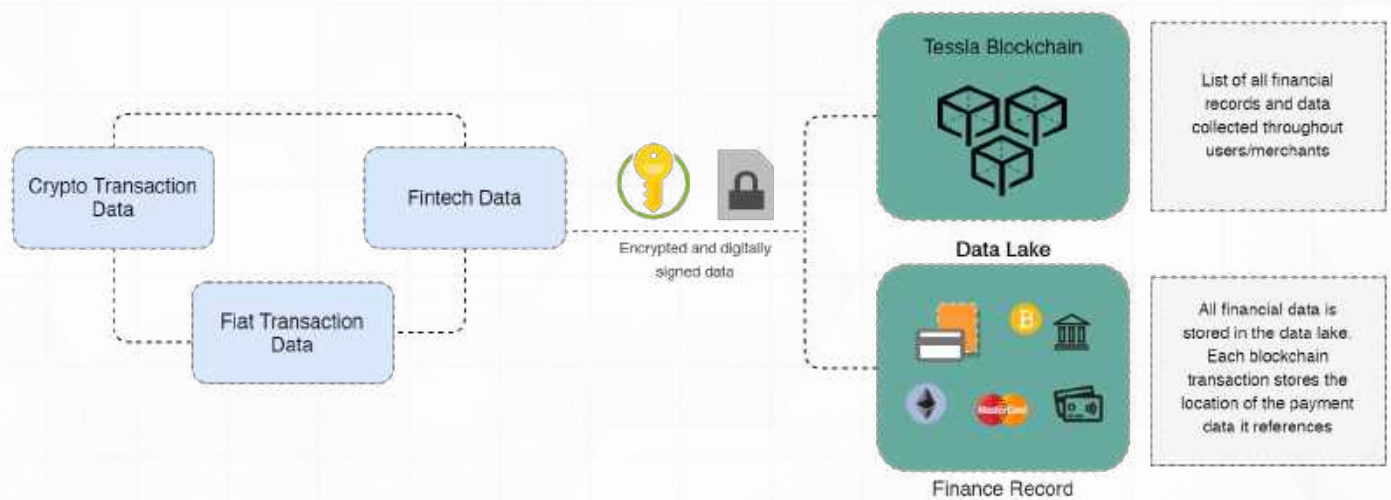 Crypto Transaction
Data
Fintech Data
Fiat Transaction
Data
Encrypted and digitally
signed data
Tessla Blockchain
List of all financial
records and data
collected throughout
users/merchants
Data Lake
B
MasterCard
All financial data is
stored in the data lake.
Each blockchain
transaction stores the
location of the payment
data it references
Finance Record